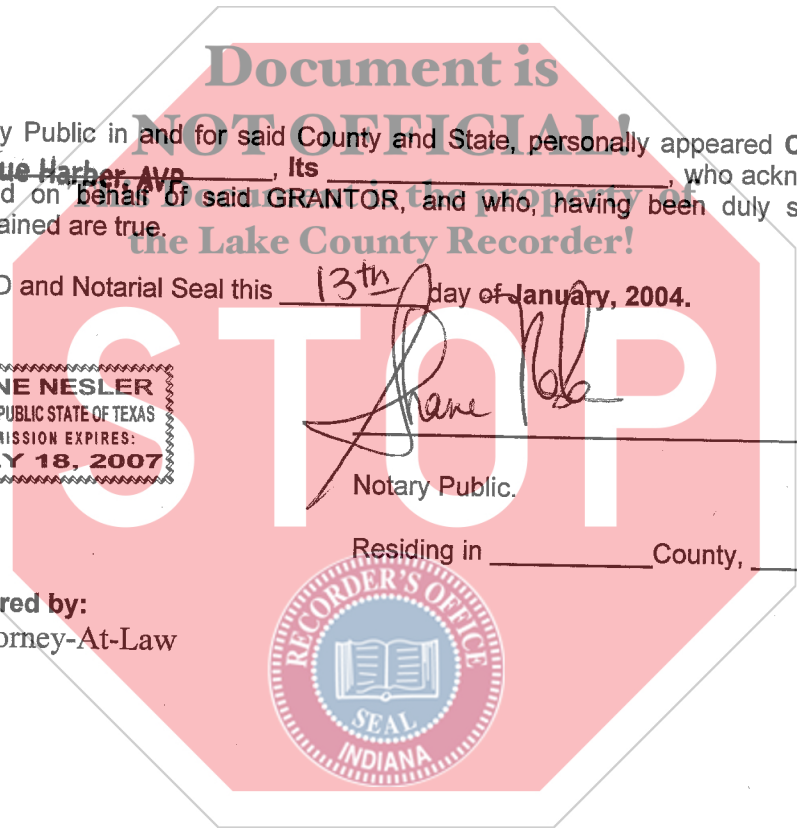 Document is
NOT OFFICIAL!
y Public in and for said County and State, personally appeared C
ue Harber, AVP , Its , who ackn
d on behalf of said GRANTOR, and who, having been duly s
This Document is the property of
ained are true.
the Lake County Recorder!
D and Notarial Seal this 13th day of January, 2004.
STOP
NE NESLER
PUBLIC STATE OF TEXAS
MISSION EXPIRES:
Y 18, 2007
Shane
Notary Public.
Residing in County,
red by:
orney-At-Law
RECORDER'S OFFICE
SEAL
INDIANA